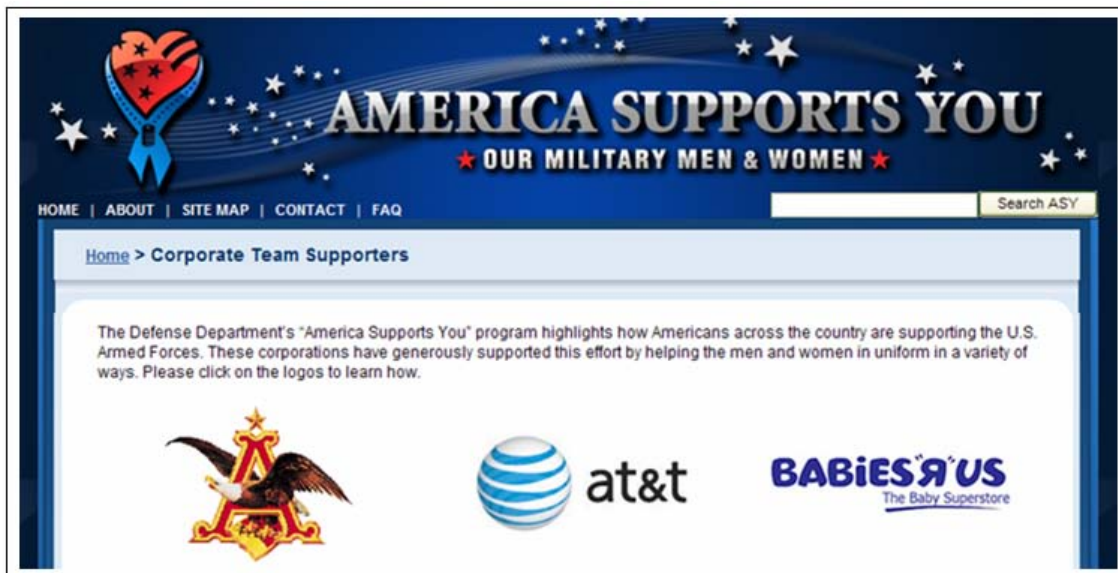 AMERICA SUPPORTS YOU
★ OUR MILITARY MEN & WOMEN ★
HOME | ABOUT | SITE MAP | CONTACT | FAQ
Search ASY
Home > Corporate Team Supporters
The Defense Department's "America Supports You" program highlights how Americans across the country are supporting the U.S.
Armed Forces. These corporations have generously supported this effort by helping the men and women in uniform in a variety of
ways. Please click on the logos to learn how.
A
at&t
BABiES"R"US
The Baby Superstore